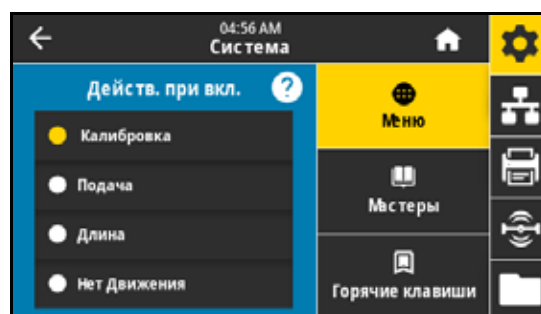 04:56 AM
Система
Действ. при вкл.
?
Калибровка
Подача
Длина
Нет Движения
Меню
Мастеры
Горячие клавиши